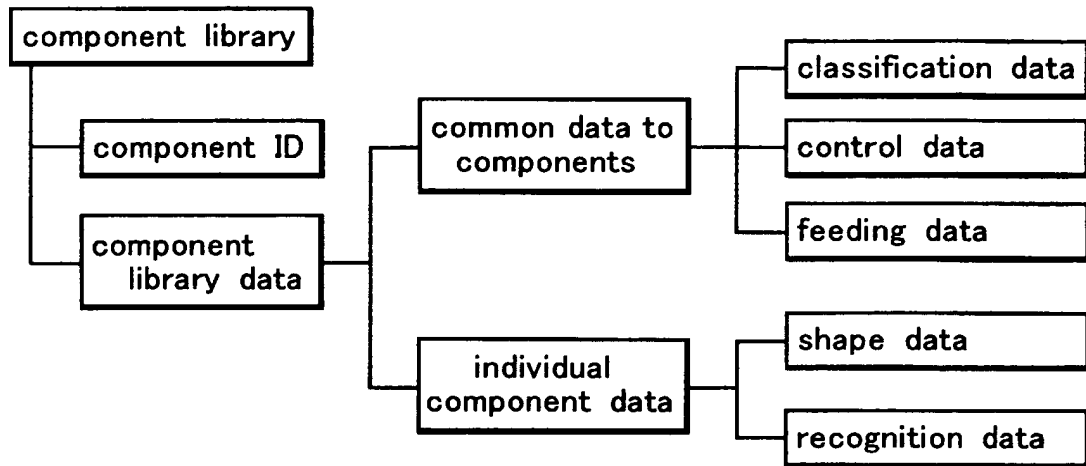 component library
component ID
component
library data
common data to
components
classification data
control data
feeding data
individual
component data
shape data
recognition data